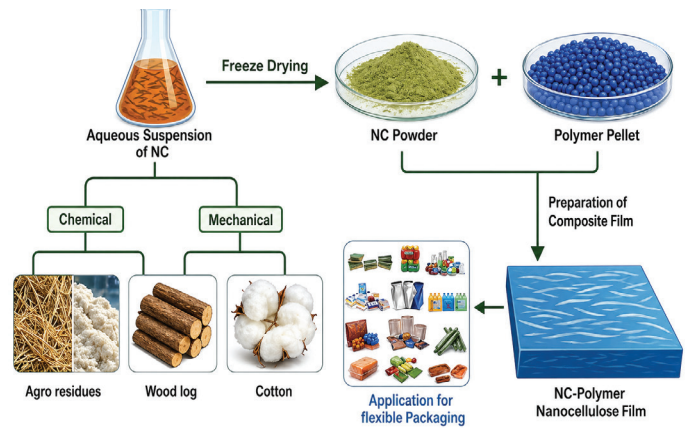 Freeze Drying
+
Aqueous Suspension
of NC
NC Powder
Polymer Pellet
Chemical
Mechanical
Preparation of
Composite Film
Agro residues
Wood log
Cotton
Application for
flexible Packaging
NC-Polymer
Nanocellulose Film